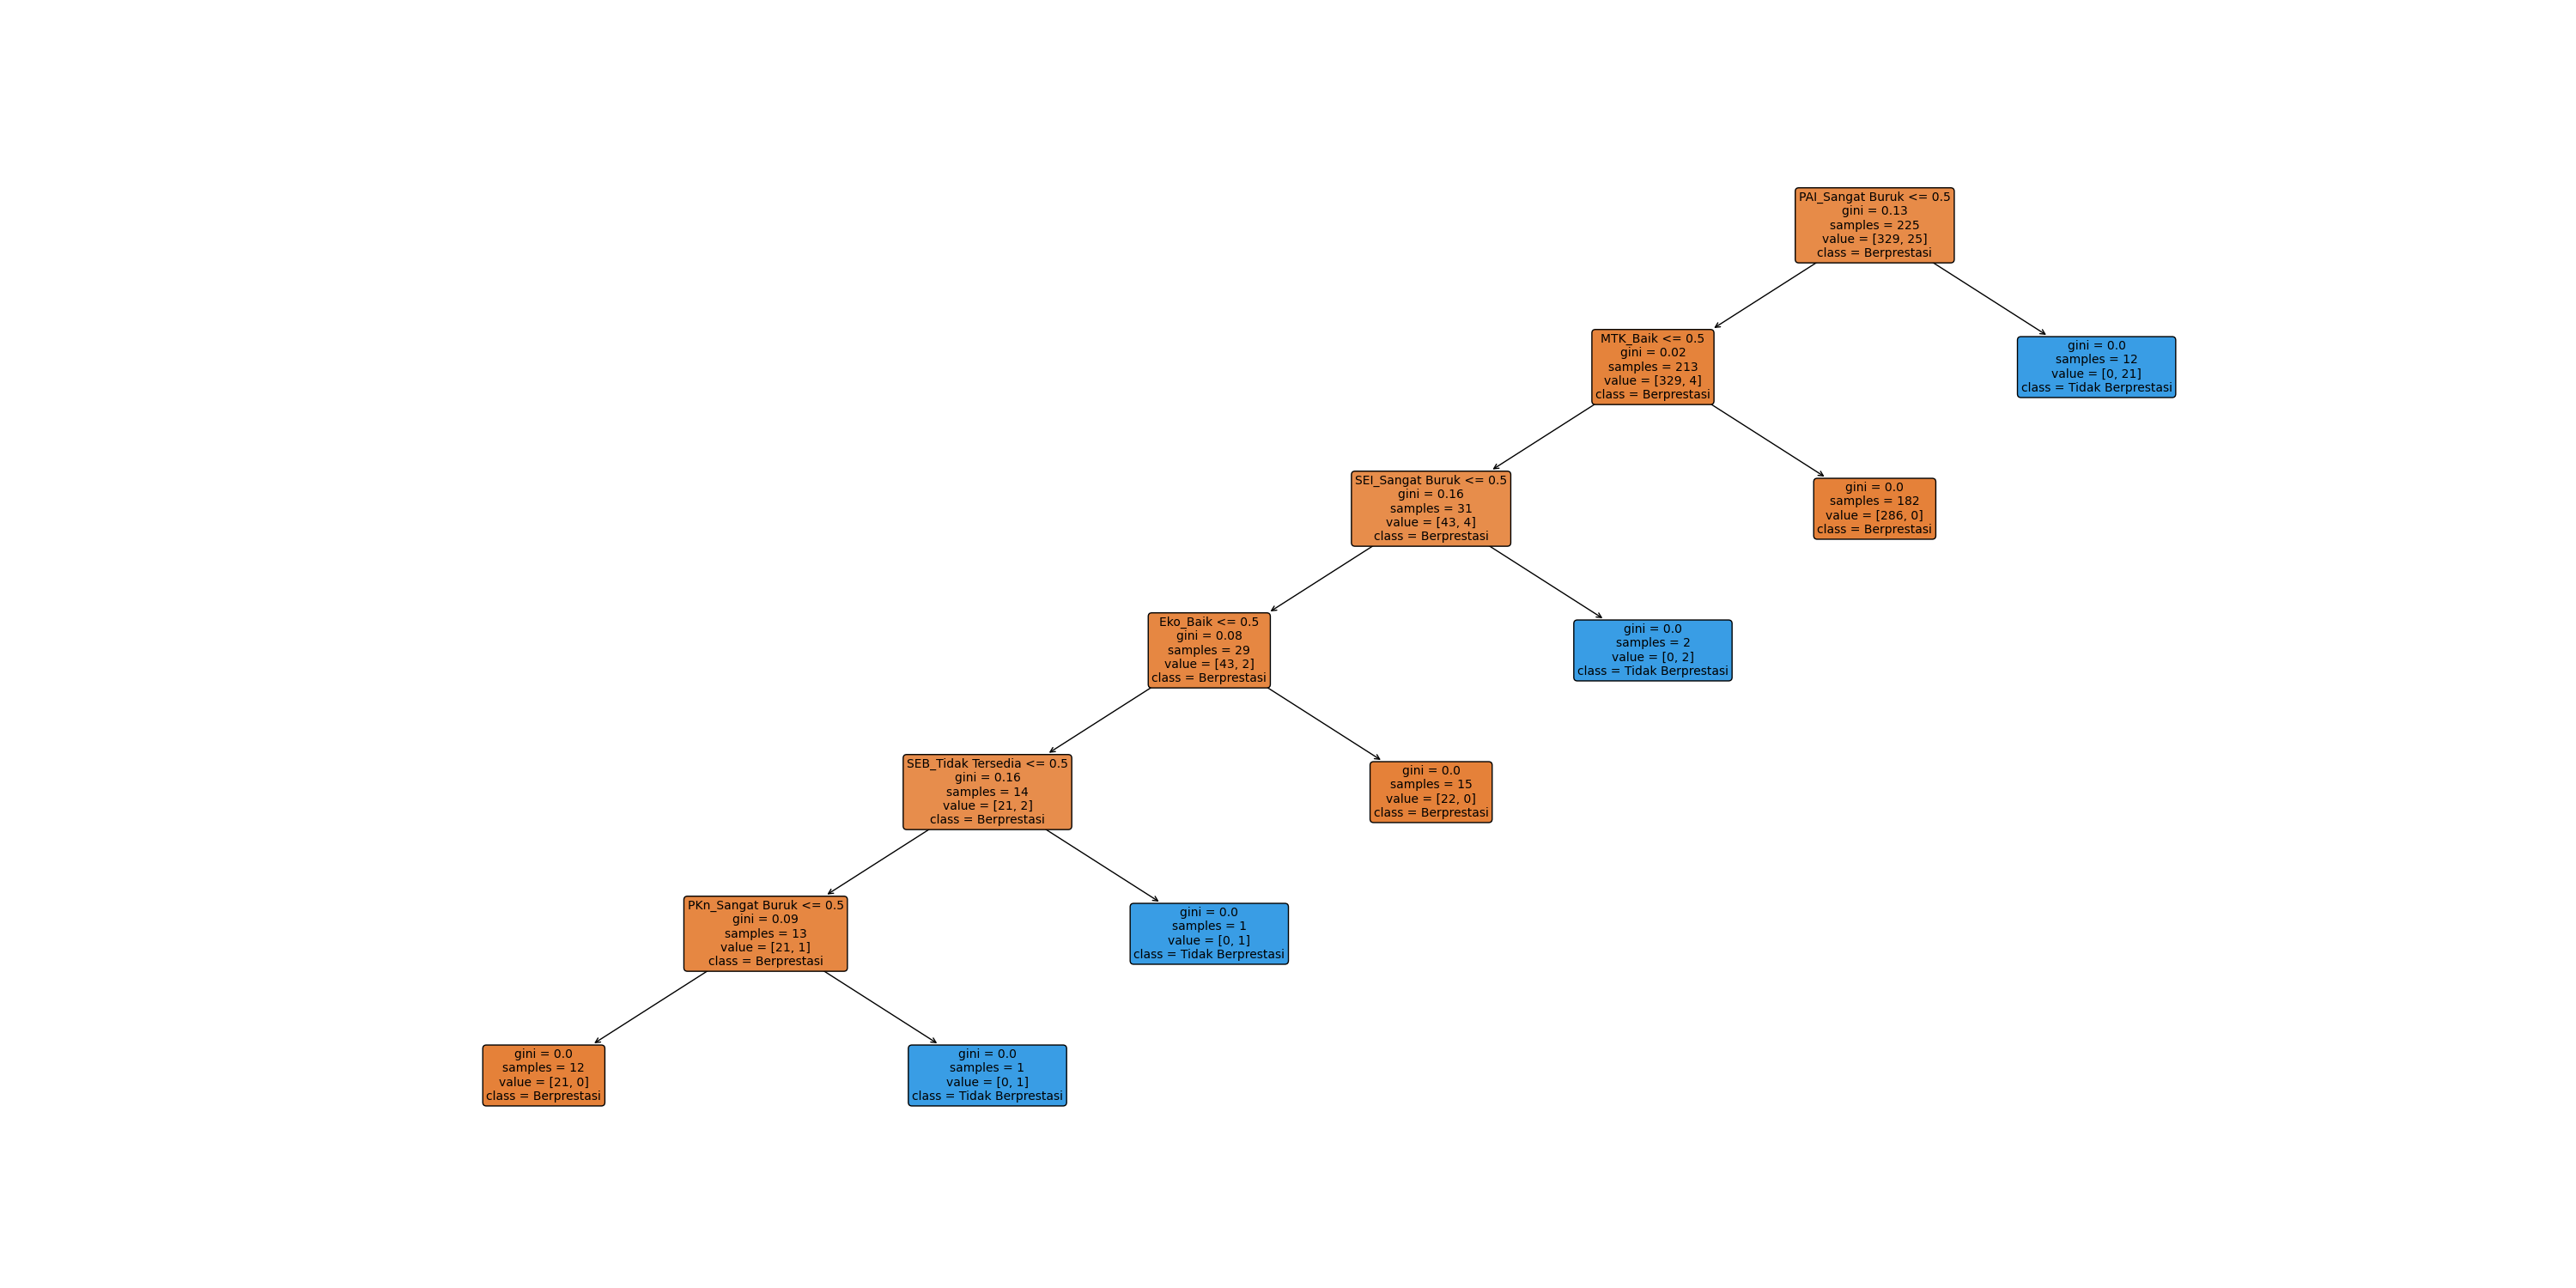 PAI_Sangat Buruk <= 0.5
gini = 0.13
samples = 225
value = [329, 25]
class = Berprestasi
MTK_Baik <= 0.5
gini = 0.02
samples = 213
value = [329, 4]
class = Berprestasi
gini = 0.0
samples = 12
value = [0, 21]
class = Tidak Berprestasi
SEI_Sangat Buruk <= 0.5
gini = 0.16
samples = 31
value = [43, 4]
class = Berprestasi
gini = 0.0
samples = 182
value = [286, 0]
class = Berprestasi
Eko_Baik <= 0.5
gini = 0.08
samples = 29
value = [43, 2]
class = Berprestasi
gini = 0.0
samples = 2
value = [0, 2]
class = Tidak Berprestasi
SEB_Tidak Tersedia <= 0.5
gini = 0.16
samples = 14
value = [21, 2]
class = Berprestasi
gini = 0.0
samples = 15
value = [22, 0]
class = Berprestasi
PKn_Sangat Buruk <= 0.5
gini = 0.09
samples = 13
value = [21, 1]
class = Berprestasi
gini = 0.0
samples = 1
value = [0, 1]
class = Tidak Berprestasi
gini = 0.0
samples = 12
value = [21, 0]
class = Berprestasi
gini = 0.0
samples = 1
value = [0, 1]
class = Tidak Berprestasi